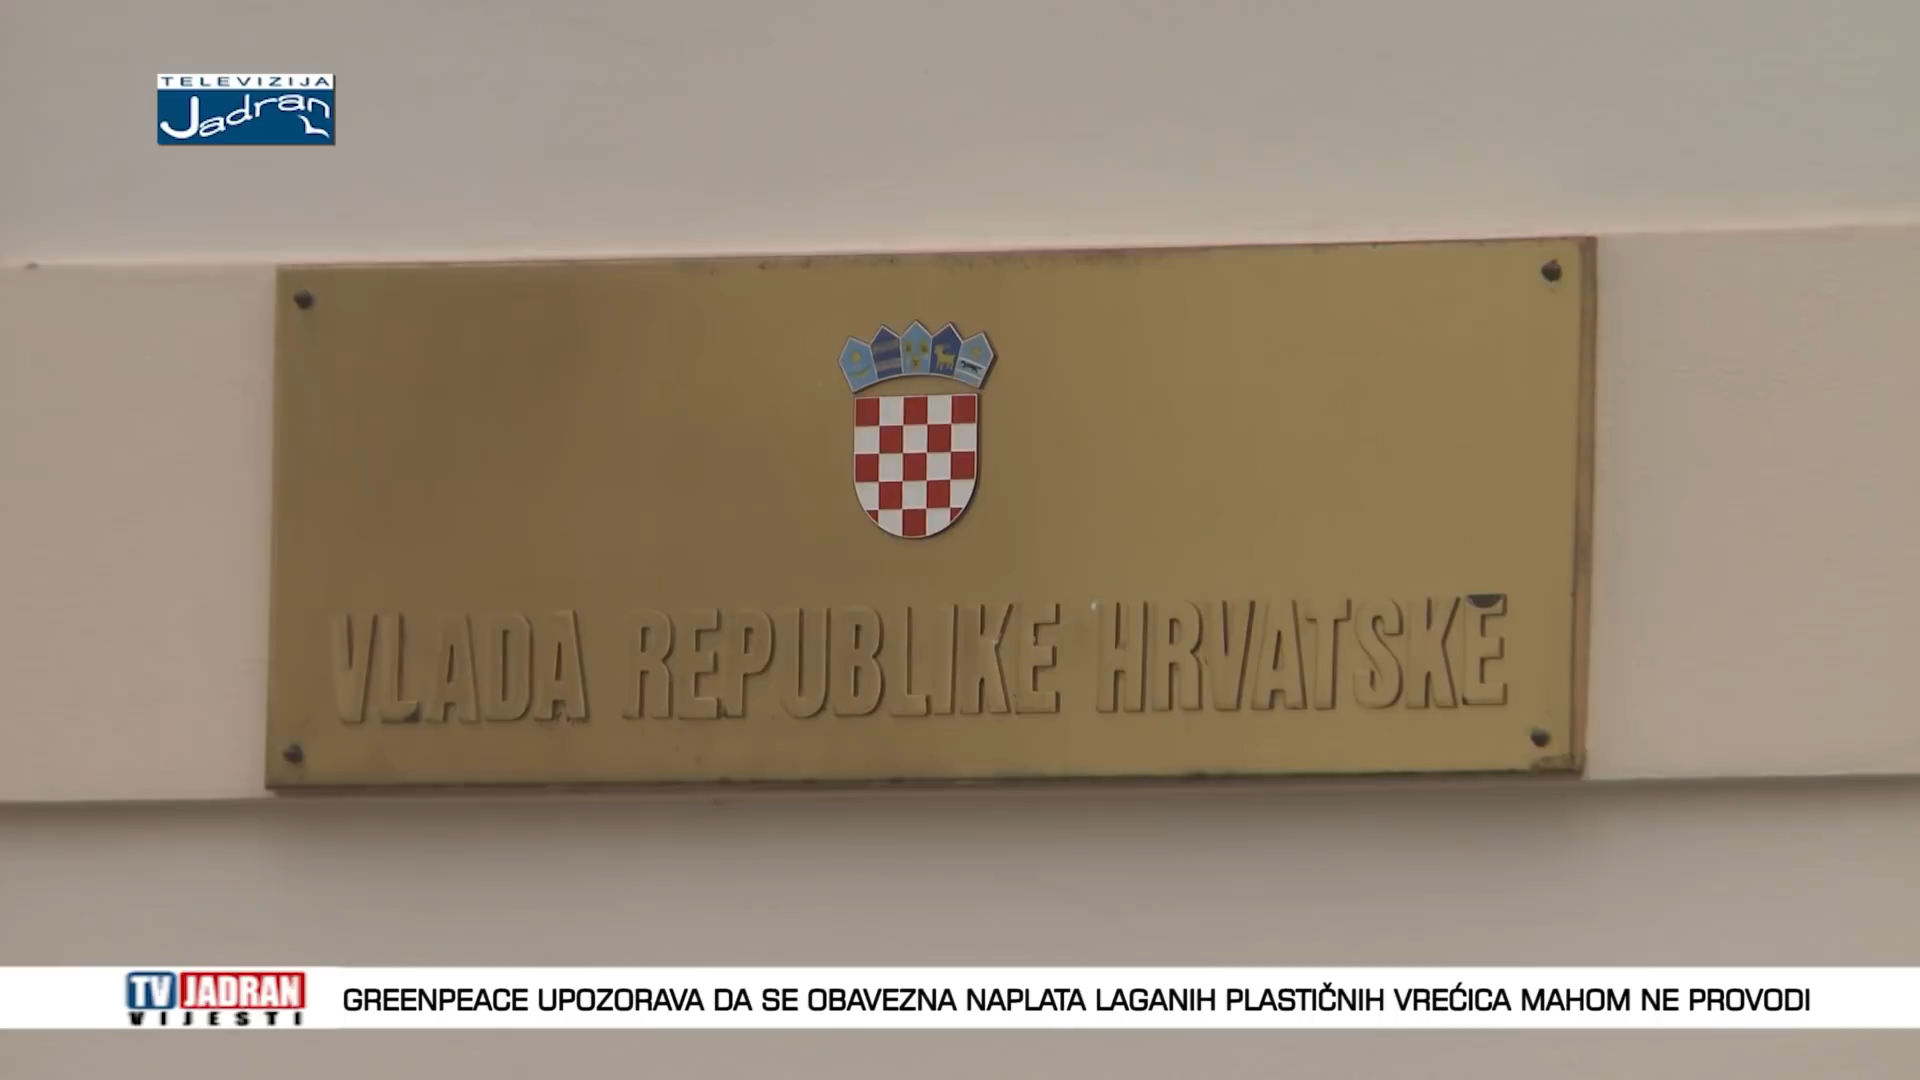 TELEVIZIJA
Jadran
VLADA REPUBLIKE HRVATSKE
TV JADRAN
VIJESTI
GREENPEACE UPOZORAVA DA SE OBAVEZNA NAPLATA LAGANIH PLASTIČNIH VREĆICA MAHOM NE PROVODI